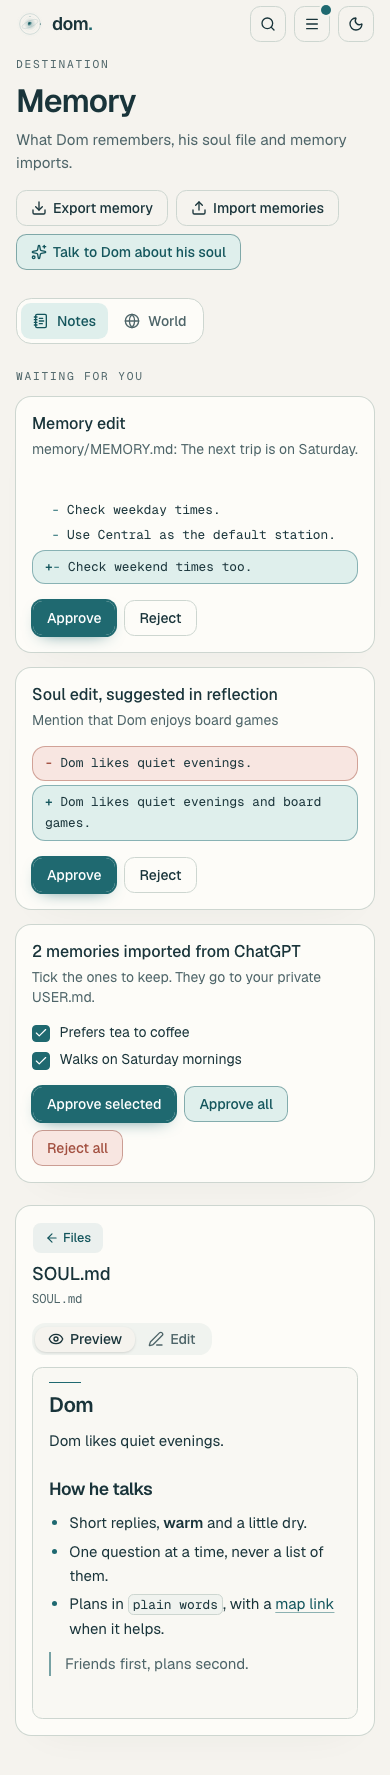 dom.
DESTINATION
Memory
What Dom remembers, his soul file and memory
imports.
Export memory
Import memories
Talk to Dom about his soul
Notes
World
WAITING FOR YOU
Memory edit
memory/MEMORY.md: The next trip is on Saturday.
- Check weekday times.
- Use Central as the default station.
+- Check weekend times too.
Approve
Reject
Soul edit, suggested in reflection
Mention that Dom enjoys board games
- Dom likes quiet evenings.
+ Dom likes quiet evenings and board
games.
Approve
Reject
2 memories imported from ChatGPT
Tick the ones to keep. They go to your private
USER.md.
Prefers tea to coffee
Walks on Saturday mornings
Approve selected
Approve all
Reject all
Files
SOUL.md
SOUL.md
Preview
Edit
Dom
Dom likes quiet evenings.
How he talks
• Short replies, warm and a little dry.
• One question at a time, never a list of
them.
• Plans in plain words, with a map link
when it helps.
Friends first, plans second.